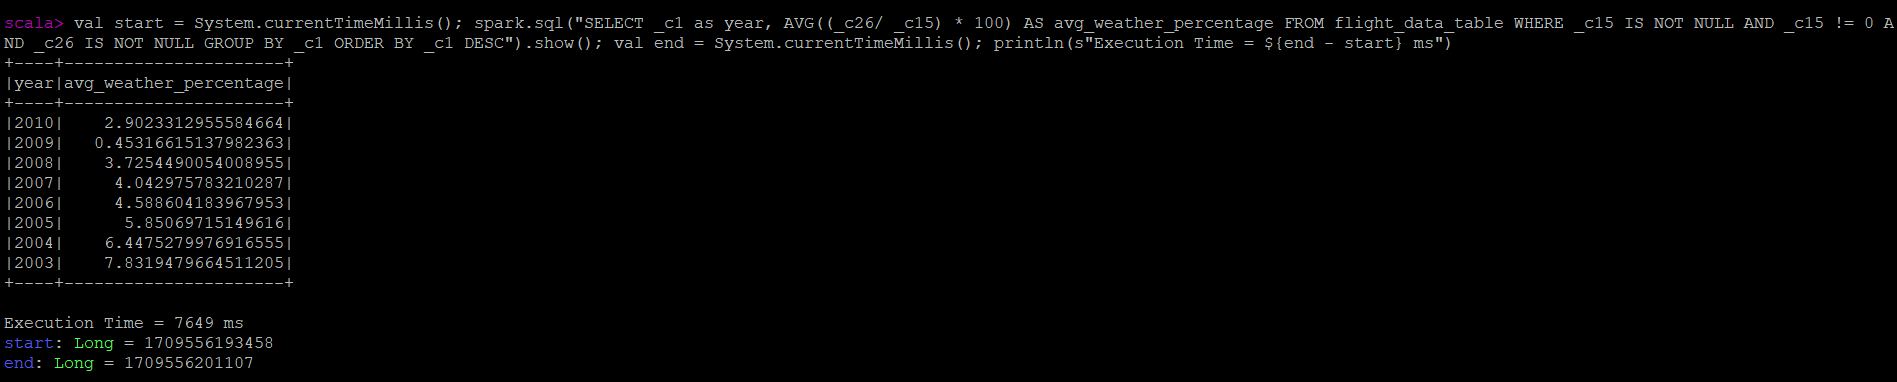 scala> val start = System.currentTimeMillis(); spark.sql("SELECT _c1 as year, AVG((_c26/ _c15) * 100) AS avg_weather_percentage FROM flight_data_table WHERE _c15 IS NOT NULL AND _c15 != 0 A
ND _c26 IS NOT NULL GROUP BY _c1 ORDER BY _c1 DESC").show(); val end = System.currentTimeMillis(); println(s"Execution Time = ${end - start} ms")
+----+----------------------+
|year|avg_weather_percentage|
+----+----------------------+
|2010|    2.9023312955584664|
|2009|   0.45316615137982363|
|2008|    3.7254490054008955|
|2007|     4.042975783210287|
|2006|     4.588604183967953|
|2005|      5.85069715149616|
|2004|    6.4475279976916555|
|2003|    7.8319479664511205|
+----+----------------------+
Execution Time = 7649 ms
start: Long = 1709556193458
end: Long = 1709556201107